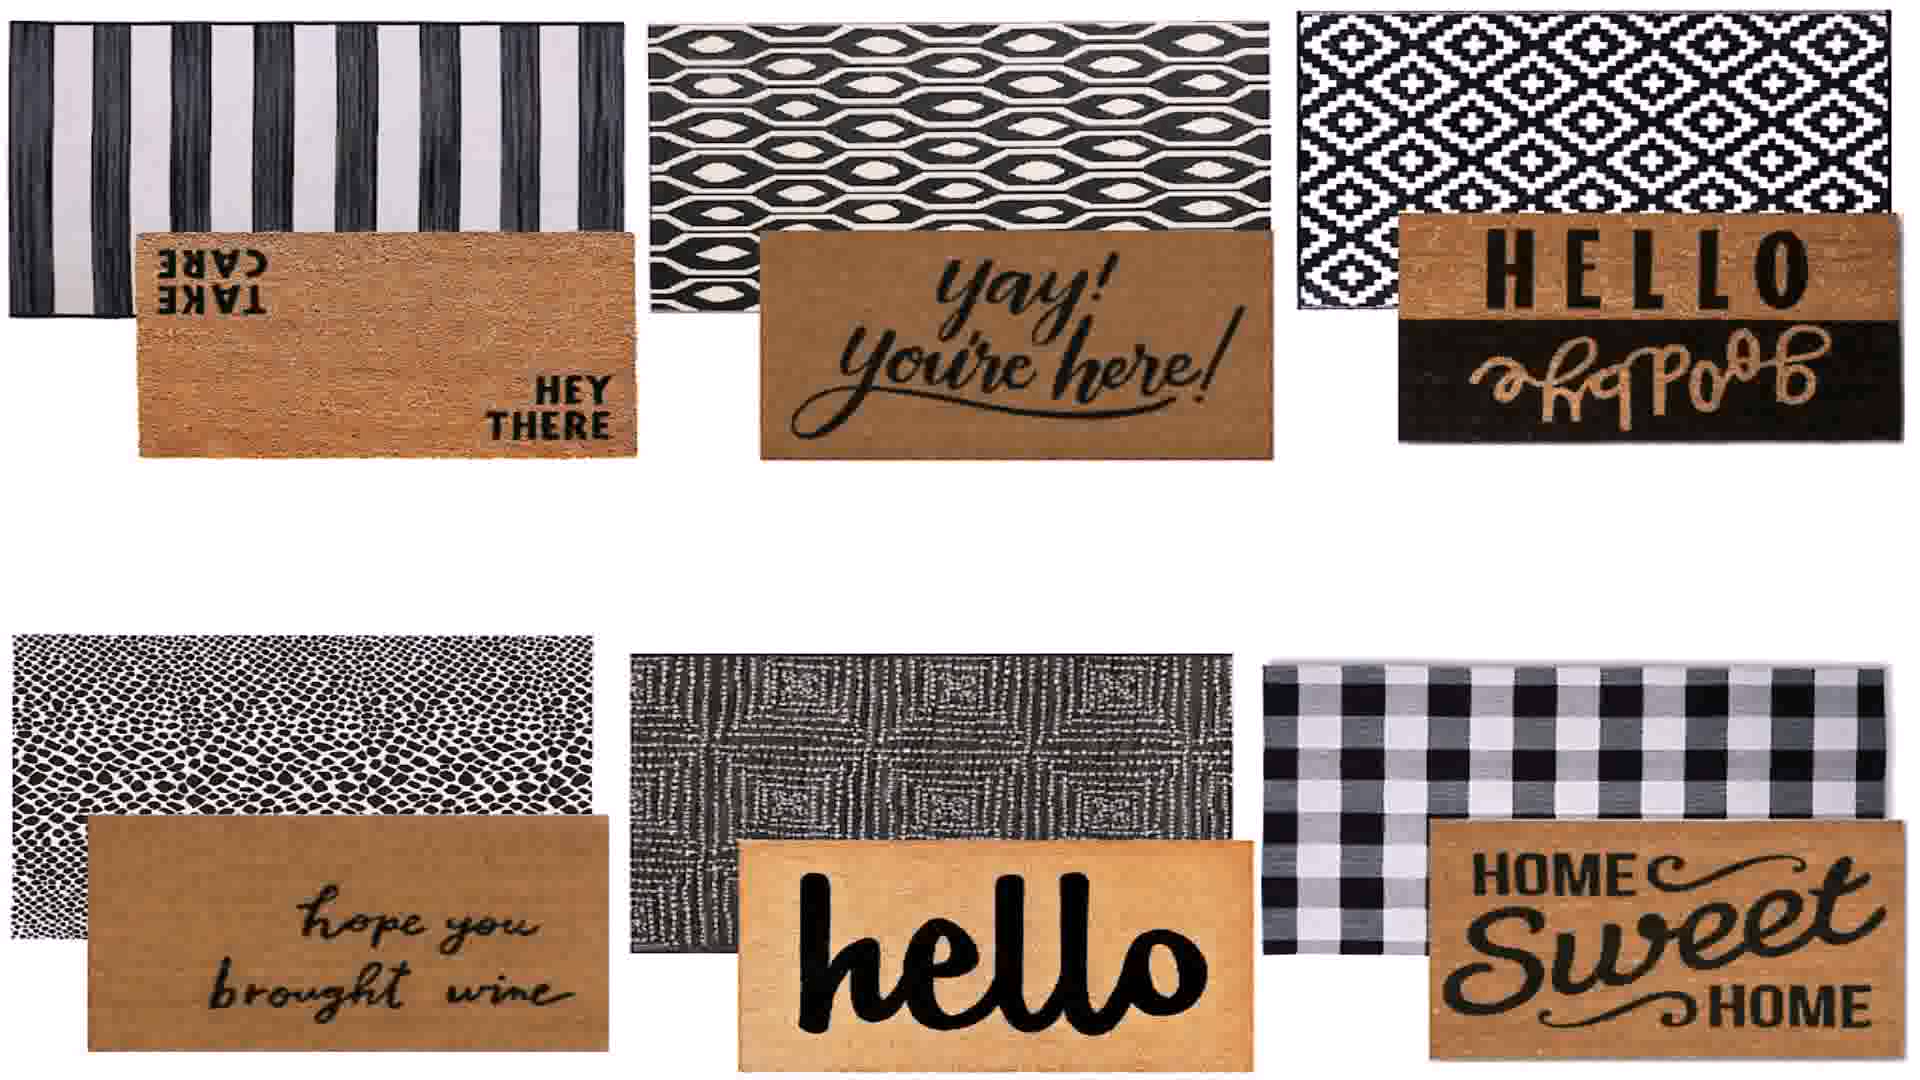 TAKE
CARE
HEY
THERE
yay!
you're here!
HELLO
goodbye
hope you
brought wine
hello
HOME
Sweet
HOME